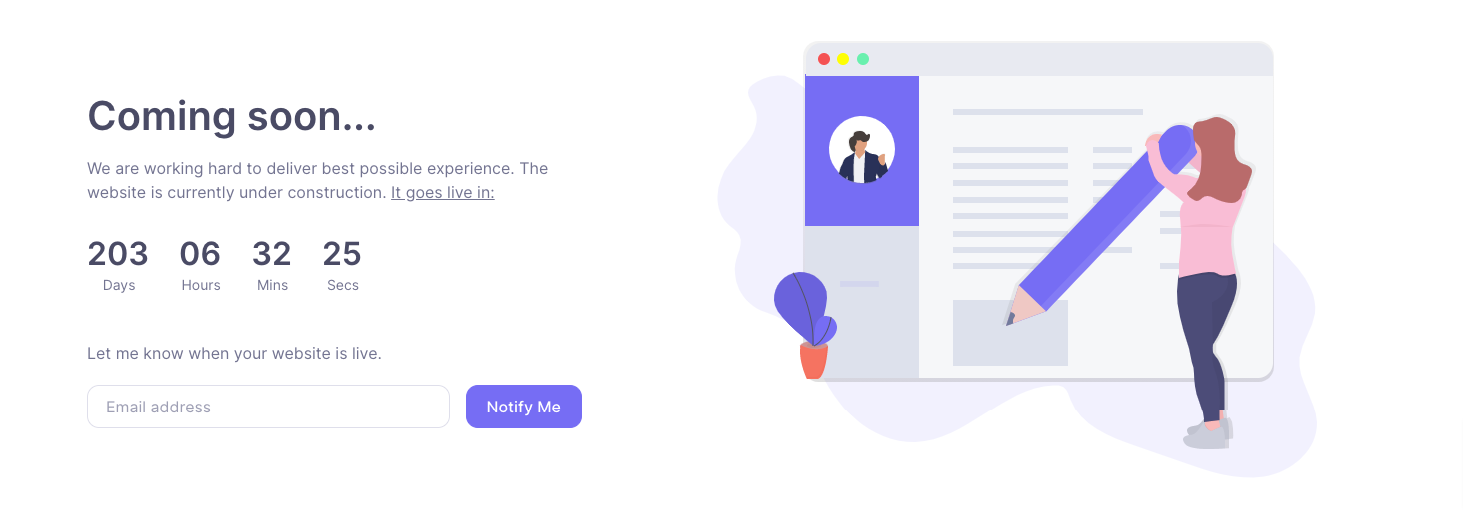 Coming soon...
We are working hard to deliver best possible experience. The
website is currently under construction. It goes live in:
203 06 32 25
Days Hours Mins Secs
Let me know when your website is live.
Email address
Notify Me